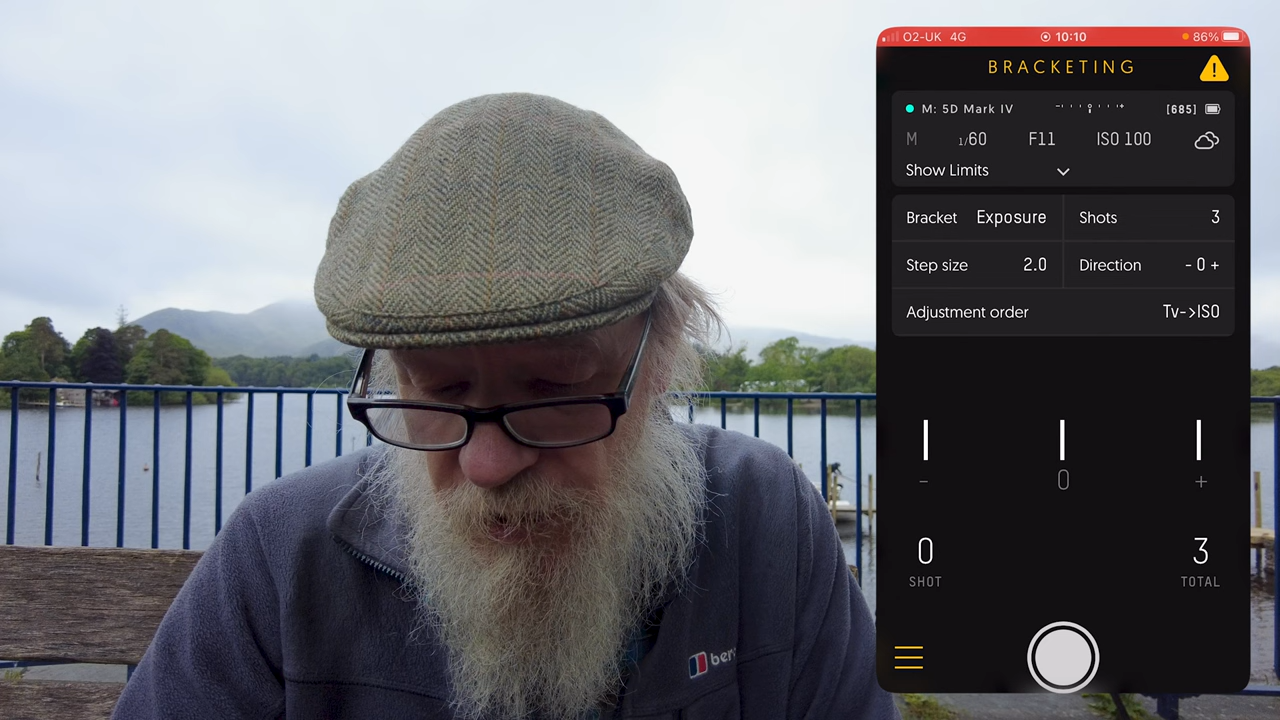 O2-UK 4G 10:10 86%
BRACKETING
M: 5D Mark IV [685]
M 1/60 F11 ISO 100
Show Limits
Bracket Exposure Shots 3
Step size 2.0 Direction - 0 +
Adjustment order Tv->ISO
- 0 +
0 3
SHOT TOTAL